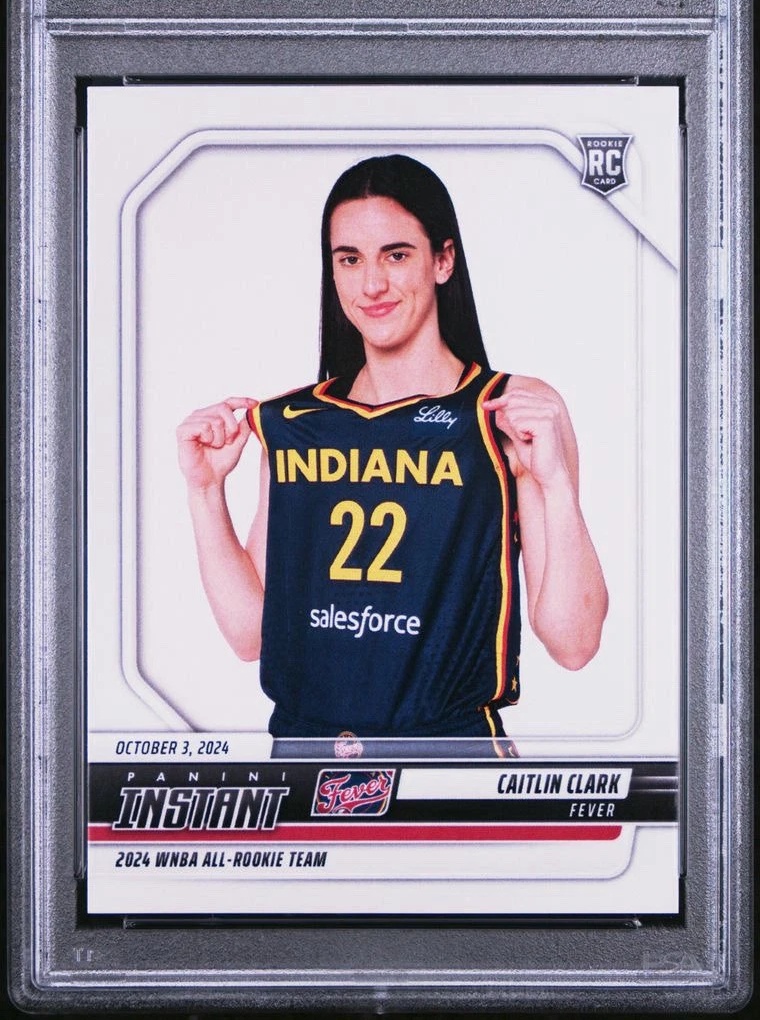 ROOKIE
RC
CARD
Lilly
INDIANA
22
salesforce
OCTOBER 3, 2024
PANINI
INSTANT
Fever
CAITLIN CLARK
FEVER
2024 WNBA ALL-ROOKIE TEAM
PSA